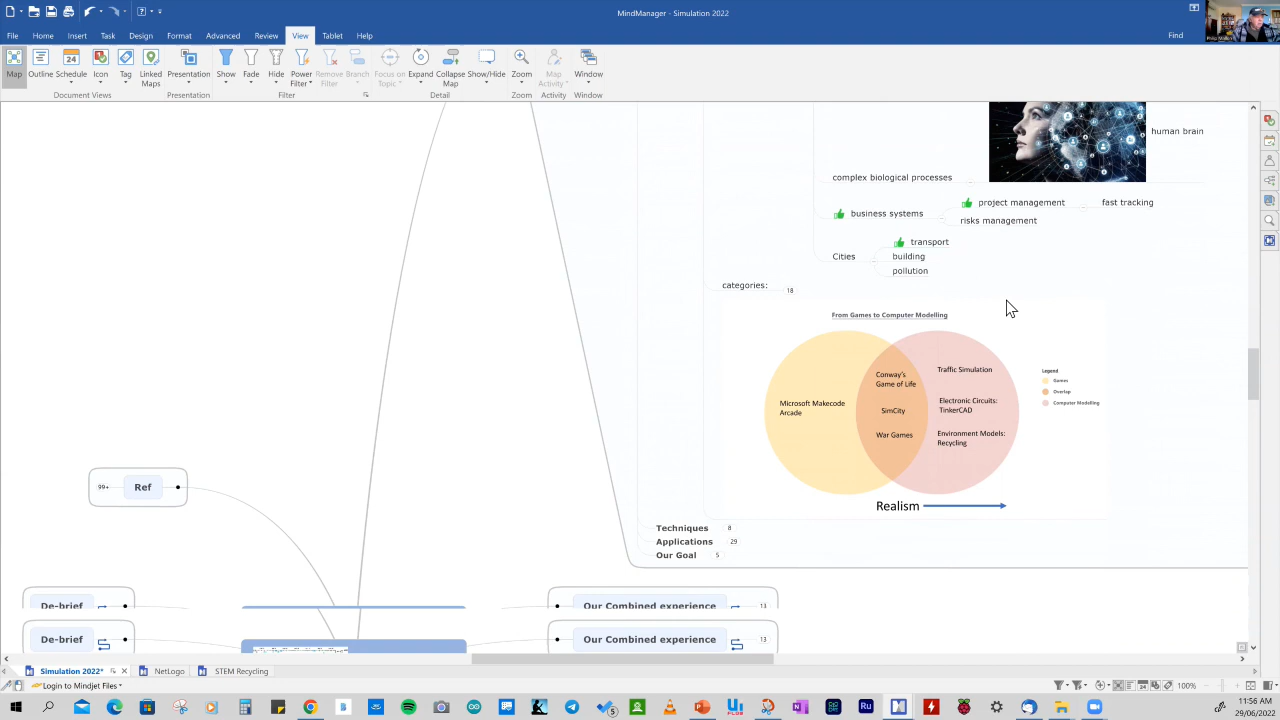 MindManager - Simulation 2022
Philip M
File Home Insert Task Design Format Advanced Review View Tablet Help
Find
Map Outline Schedule Icon Tag Linked Maps Presentation Show Fade Hide Power Filter Remove Filter Show Branch Focus on Topic Expand Collapse Map Show/Hide Zoom Map Activity Window
Document Views Presentation Filter Detail Zoom Activity Window
human brain
complex biological processes
project management fast tracking
business systems
risks management
transport
Cities building
pollution
categories: 18
From Games to Computer Modelling
Conway's
Game of Life
Traffic Simulation
Legend
Games
Overlap
Computer Modelling
Microsoft Makecode
Arcade
SimCity
Electronic Circuits:
TinkerCAD
War Games
Environment Models:
Recycling
Realism
99+ Ref
Techniques 8
Applications 29
Our Goal 5
De-brief Our Combined experience 13
De-brief Our Combined experience 13
Simulation 2022* NetLogo STEM Recycling
Login to Mindjet Files
100%
11:56 AM
29/06/2022